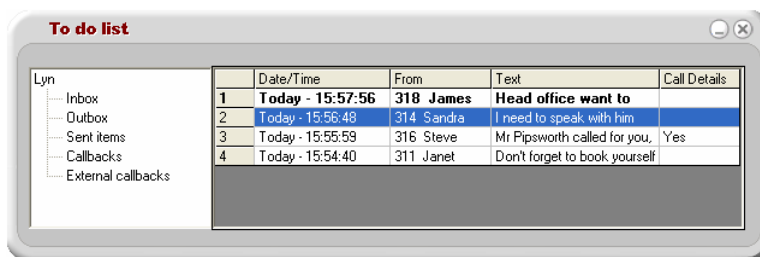 To do list
Lyn
Inbox
Outbox
Sent items
Callbacks
External callbacks
Date/Time From Text Call Details
1 Today - 15:57:56 318 James Head office want to
2 Today - 15:56:48 314 Sandra I need to speak with him
3 Today - 15:55:59 316 Steve Mr Pipsworth called for you, Yes
4 Today - 15:54:40 311 Janet Don't forget to book yourself